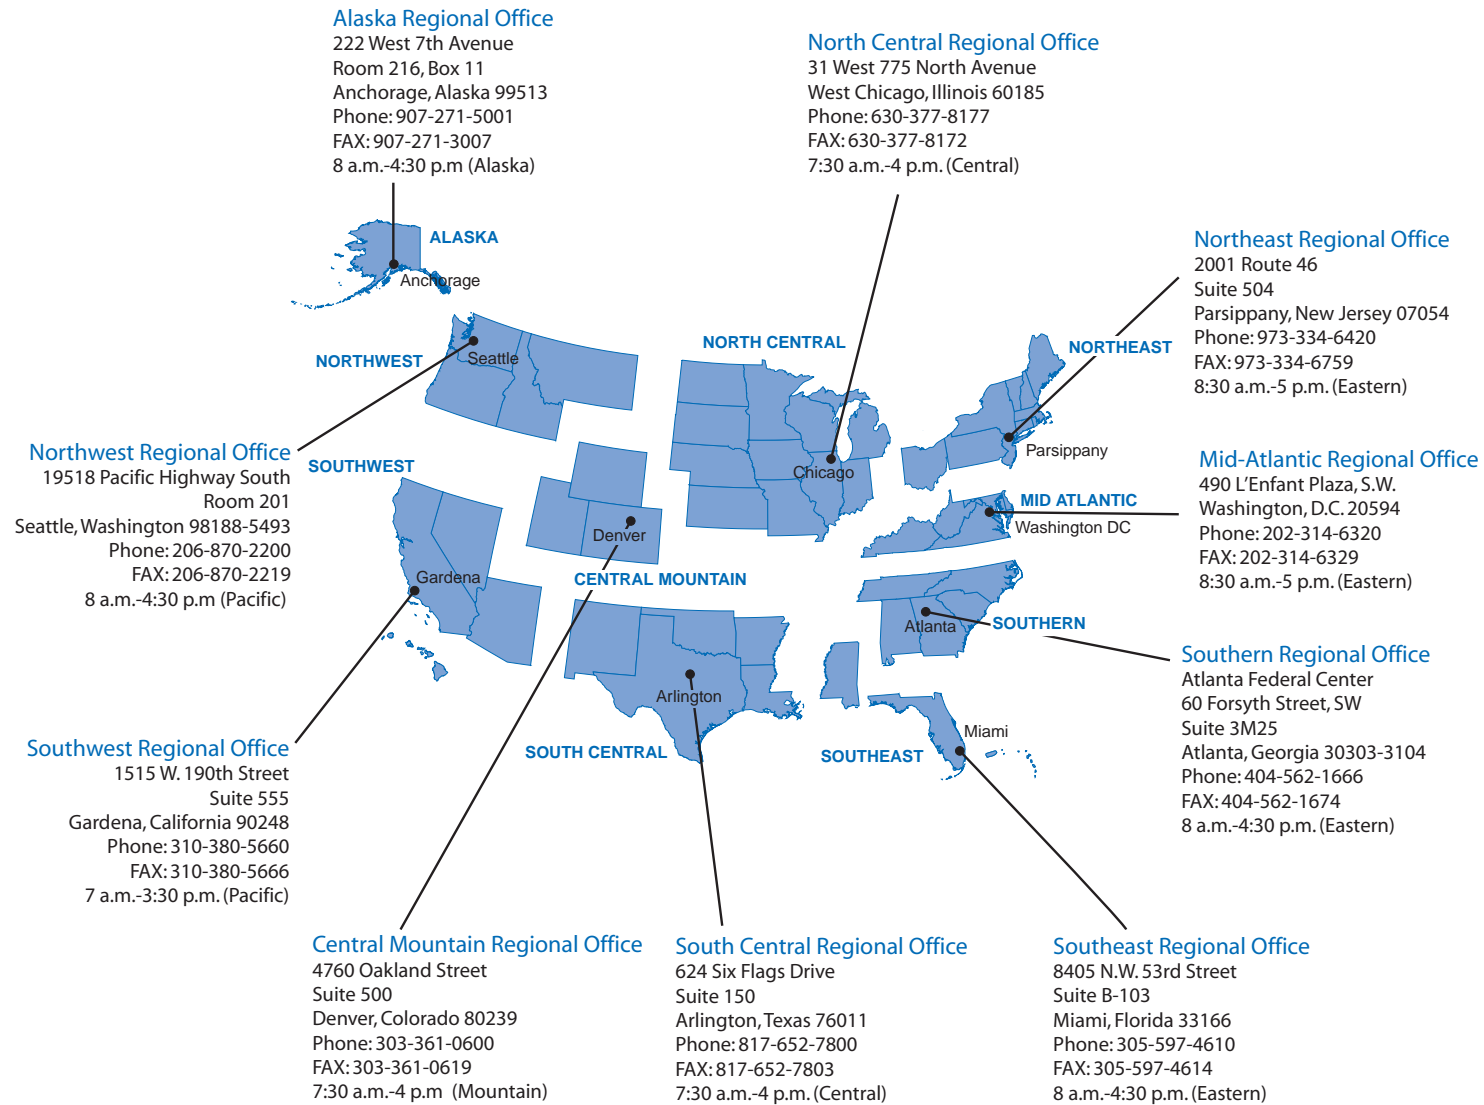 Alaska Regional Office
222 West 7th Avenue
Room 216, Box 11
Anchorage, Alaska 99513
Phone: 907-271-5001
FAX: 907-271-3007
8 a.m.-4:30 p.m (Alaska)
North Central Regional Office
31 West 775 North Avenue
West Chicago, Illinois 60185
Phone: 630-377-8177
FAX: 630-377-8172
7:30 a.m.-4 p.m. (Central)
Northeast Regional Office
2001 Route 46
Suite 504
Parsippany, New Jersey 07054
Phone: 973-334-6420
FAX: 973-334-6759
8:30 a.m.-5 p.m. (Eastern)
ALASKA
Anchorage
NORTHWEST
Seattle
NORTH CENTRAL
Chicago
NORTHEAST
Parsippany
Northwest Regional Office
19518 Pacific Highway South
Room 201
Seattle, Washington 98188-5493
Phone: 206-870-2200
FAX: 206-870-2219
8 a.m.-4:30 p.m (Pacific)
SOUTHWEST
Gardena
Denver
CENTRAL MOUNTAIN
MID ATLANTIC
Washington DC
Mid-Atlantic Regional Office
490 L’Enfant Plaza, S.W.
Washington, D.C. 20594
Phone: 202-314-6320
FAX: 202-314-6329
8:30 a.m.-5 p.m. (Eastern)
Atlanta
SOUTHERN
Southern Regional Office
Atlanta Federal Center
60 Forsyth Street, SW
Suite 3M25
Atlanta, Georgia 30303-3104
Phone: 404-562-1666
FAX: 404-562-1674
8 a.m.-4:30 p.m. (Eastern)
Arlington
SOUTH CENTRAL
Miami
SOUTHEAST
Southwest Regional Office
1515 W. 190th Street
Suite 555
Gardena, California 90248
Phone: 310-380-5660
FAX: 310-380-5666
7 a.m.-3:30 p.m. (Pacific)
Central Mountain Regional Office
4760 Oakland Street
Suite 500
Denver, Colorado 80239
Phone: 303-361-0600
FAX: 303-361-0619
7:30 a.m.-4 p.m (Mountain)
South Central Regional Office
624 Six Flags Drive
Suite 150
Arlington, Texas 76011
Phone: 817-652-7800
FAX: 817-652-7803
7:30 a.m.-4 p.m. (Central)
Southeast Regional Office
8405 N.W. 53rd Street
Suite B-103
Miami, Florida 33166
Phone: 305-597-4610
FAX: 305-597-4614
8 a.m.-4:30 p.m. (Eastern)